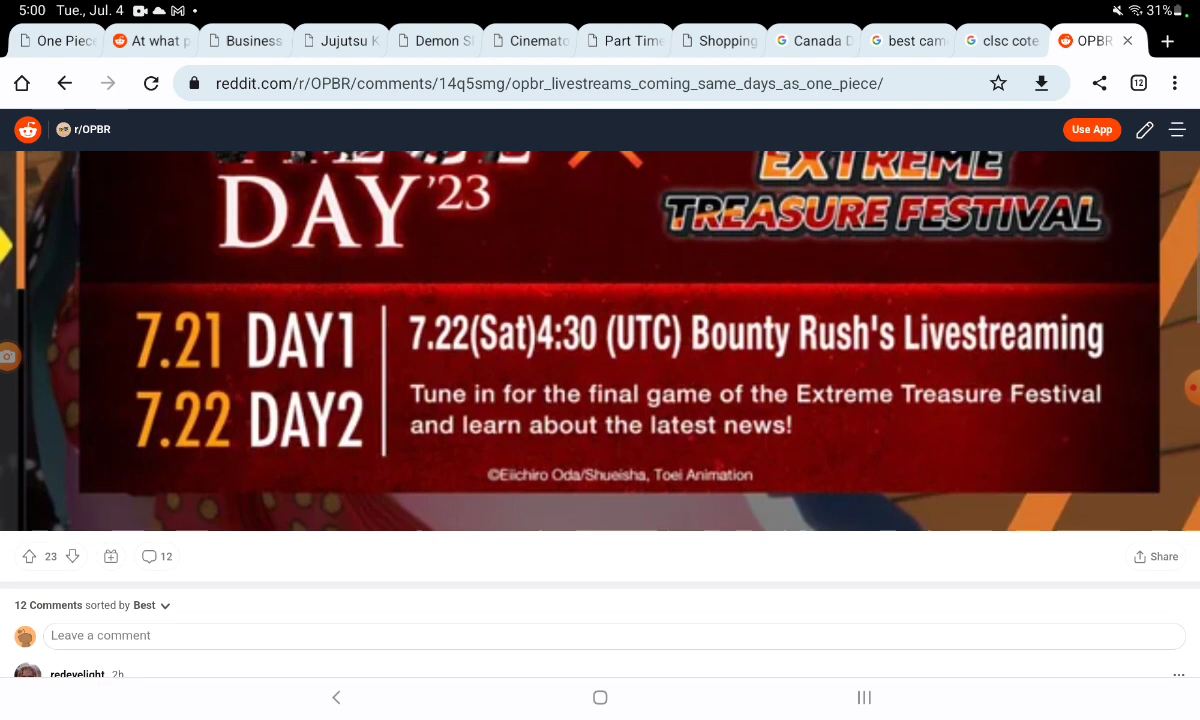 5:00 Tue., Jul. 4
31%
One Piec
At what p
Business
Jujutsu K
Demon Sl
Cinemato
Part Time
Shopping
Canada D
best cam
clsc cote
OPBR
reddit.com/r/OPBR/comments/14q5smg/opbr_livestreams_coming_same_days_as_one_piece/
12
r/OPBR
Use App
DAY '23
EXTREME
TREASURE FESTIVAL
7.21 DAY1
7.22 DAY2
7.22(Sat)4:30 (UTC) Bounty Rush's Livestreaming
Tune in for the final game of the Extreme Treasure Festival
and learn about the latest news!
©Eiichiro Oda/Shueisha, Toei Animation
23
12
Share
12 Comments sorted by Best
Leave a comment
redeyelight 2h